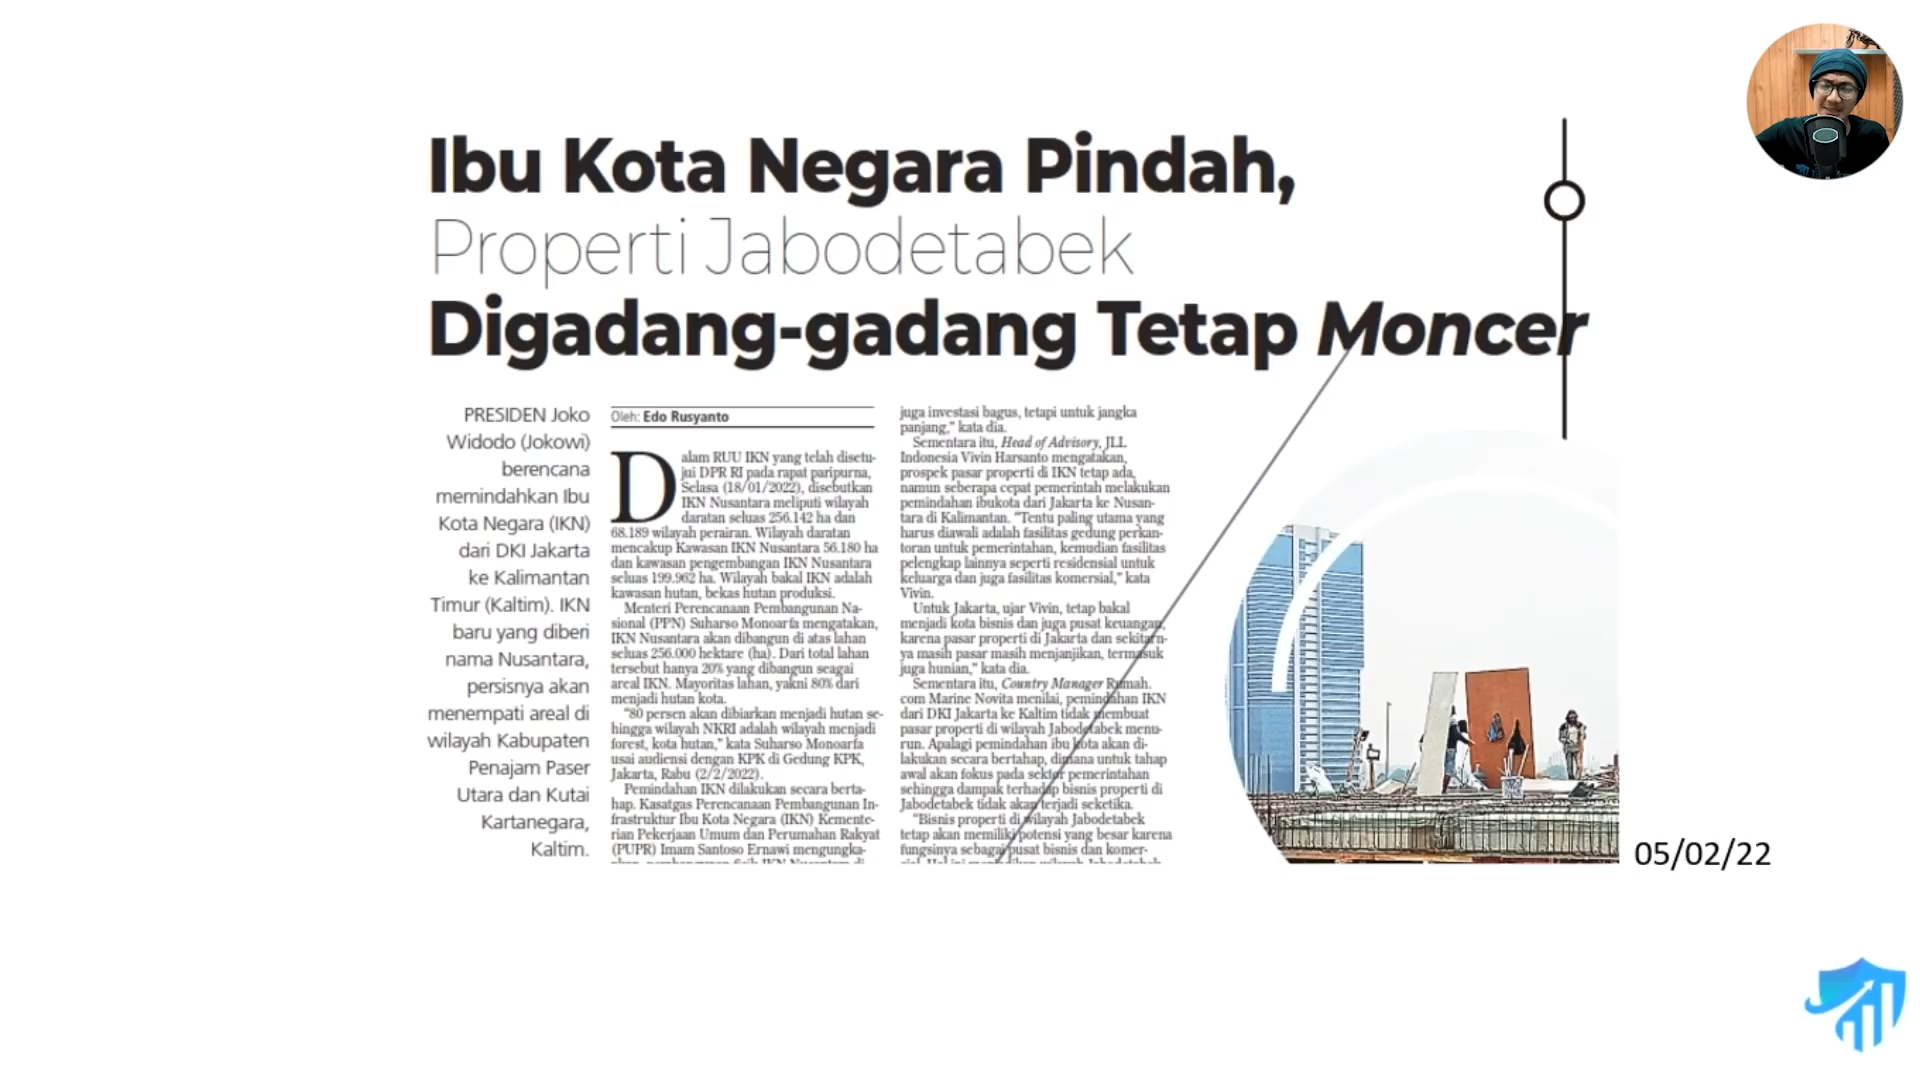 Ibu Kota Negara Pindah,
Properti Jabodetabek
Digadang-gadang Tetap Moncer
PRESIDEN Joko
Widodo (Jokowi)
berencana
memindahkan Ibu
Kota Negara (IKN)
dari DKI Jakarta
ke Kalimantan
Timur (Kaltim). IKN
baru yang diberi
nama Nusantara,
persisnya akan
menempati areal di
wilayah Kabupaten
Penajam Paser
Utara dan Kutai
Kartanegara,
Kaltim.
Oleh: Edo Rusyanto
Dalam RUU IKN yang telah disetu-
jui DPR RI pada rapat paripurna,
Selasa (18/01/2022), disebutkan
IKN Nusantara meliputi wilayah
daratan seluas 256.142 ha dan
68.189 wilayah perairan. Wilayah daratan
mencakup Kawasan IKN Nusantara 56.180 ha
dan kawasan pengembangan IKN Nusantara
seluas 199.962 ha. Wilayah bakal IKN adalah
kawasan hutan, bekas hutan produksi.
Menteri Perencanaan Pembangunan Na-
sional (PPN) Suharso Monoarfa mengatakan,
IKN Nusantara akan dibangun di atas lahan
seluas 256.000 hektare (ha). Dari total lahan
tersebut hanya 20% yang dibangun seagai
areal IKN. Mayoritas lahan, yakni 80% dari
menjadi hutan kota.
"80 persen akan dibiarkan menjadi hutan se-
hingga wilayah NKRI adalah wilayah menjadi
forest, kota hutan," kata Suharso Monoarfa
usai audiensi dengan KPK di Gedung KPK,
Jakarta, Rabu (2/2/2022).
Pemindahan IKN dilakukan secara berta-
hap. Kasatgas Perencanaan Pembangunan In-
frastruktur Ibu Kota Negara (IKN) Kemente-
rian Pekerjaan Umum dan Perumahan Rakyat
(PUPR) Imam Santoso Ernawi mengungka-
juga investasi bagus, tetapi untuk jangka
panjang," kata dia.
Sementara itu, Head of Advisory, JLL
Indonesia Vivin Harsanto mengatakan,
prospek pasar properti di IKN tetap ada,
namun seberapa cepat pemerintah melakukan
pemindahan ibukota dari Jakarta ke Nusan-
tara di Kalimantan. "Tentu paling utama yang
harus diawali adalah fasilitas gedung perkan-
toran untuk pemerintahan, kemudian fasilitas
pelengkap lainnya seperti residensial untuk
keluarga dan juga fasilitas komersial," kata
Vivin.
Untuk Jakarta, ujar Vivin, tetap bakal
menjadi kota bisnis dan juga pusat keuangan,
karena pasar properti di Jakarta dan sekitarn-
ya masih pasar masih menjanjikan, termasuk
juga hunian," kata dia.
Sementara itu, Country Manager Rumah.
com Marine Novita menilai, pemindahan IKN
dari DKI Jakarta ke Kaltim tidak membuat
pasar properti di wilayah Jabodetabek menu-
run. Apalagi pemindahan ibu kota akan di-
lakukan secara bertahap, dimana untuk tahap
awal akan fokus pada sektor pemerintahan
sehingga dampak terhadap bisnis properti di
Jabodetabek tidak akan terjadi seketika.
"Bisnis properti di wilayah Jabodetabek
tetap akan memiliki potensi yang besar karena
fungsinya sebagai pusat bisnis dan komer-
05/02/22